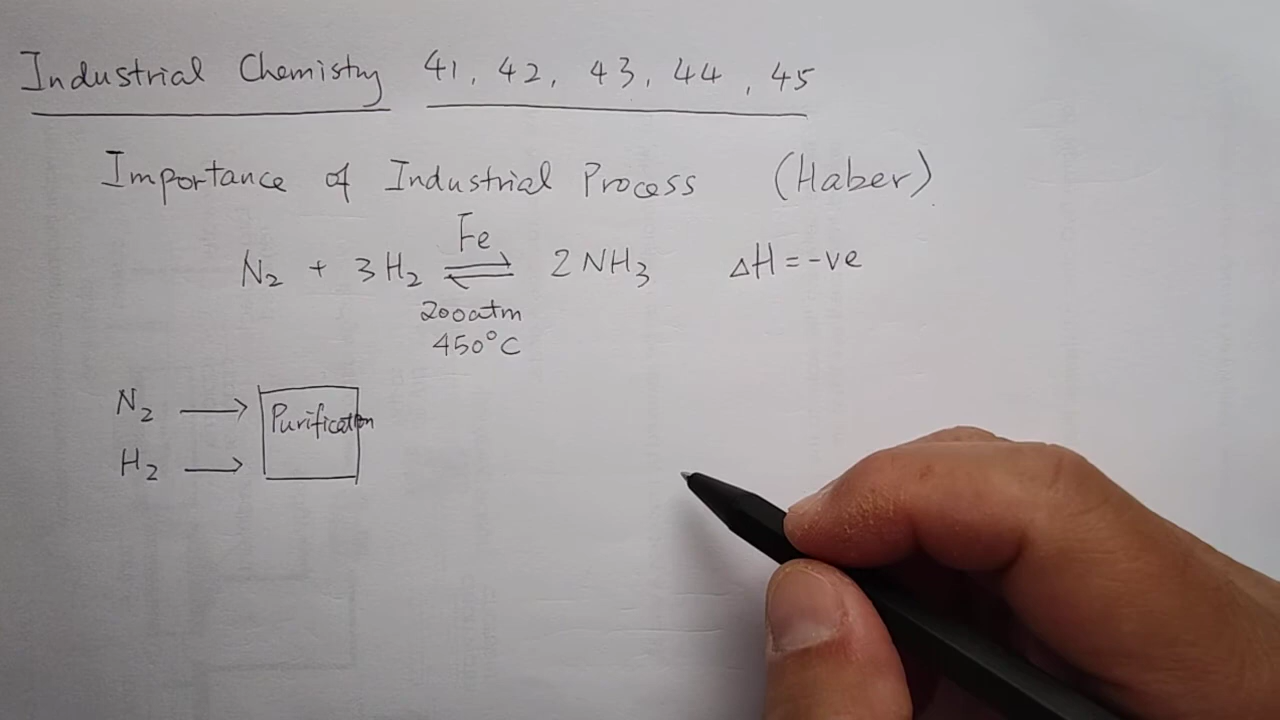 Industrial Chemistry 41, 42, 43, 44, 45
Importance of Industrial Process (Haber)
Fe
N₂ + 3H₂ ⇌ 2NH₃ ΔH = -ve
200atm
450°C
N₂ → Purification
H₂ →